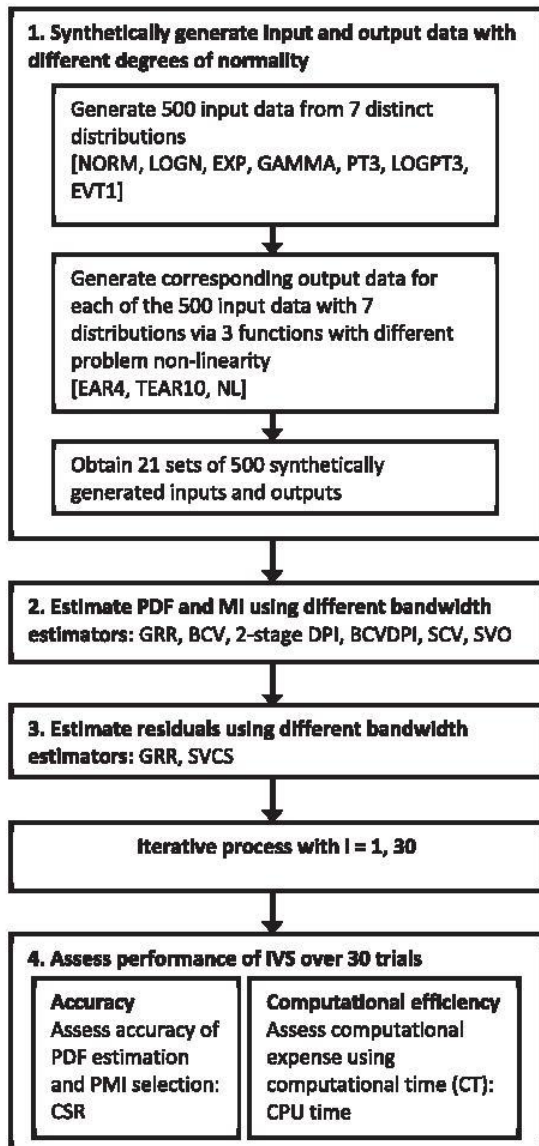 1. Synthetically generate input and output data with
different degrees of normality
Generate 500 input data from 7 distinct
distributions
[NORM, LOGN, EXP, GAMMA, PT3, LOGPT3,
EVT1]
Generate corresponding output data for
each of the 500 input data with 7
distributions via 3 functions with different
problem non-linearity
[EAR4, TEAR10, NL]
Obtain 21 sets of 500 synthetically
generated inputs and outputs
2. Estimate PDF and MI using different bandwidth
estimators: GRR, BCV, 2-stage DPI, BCVDPI, SCV, SVO
3. Estimate residuals using different bandwidth
estimators: GRR, SVCS
Iterative process with i = 1, 30
4. Assess performance of IVS over 30 trials
Accuracy
Assess accuracy of
PDF estimation
and PMI selection:
CSR
Computational efficiency
Assess computational
expense using
computational time (CT):
CPU time